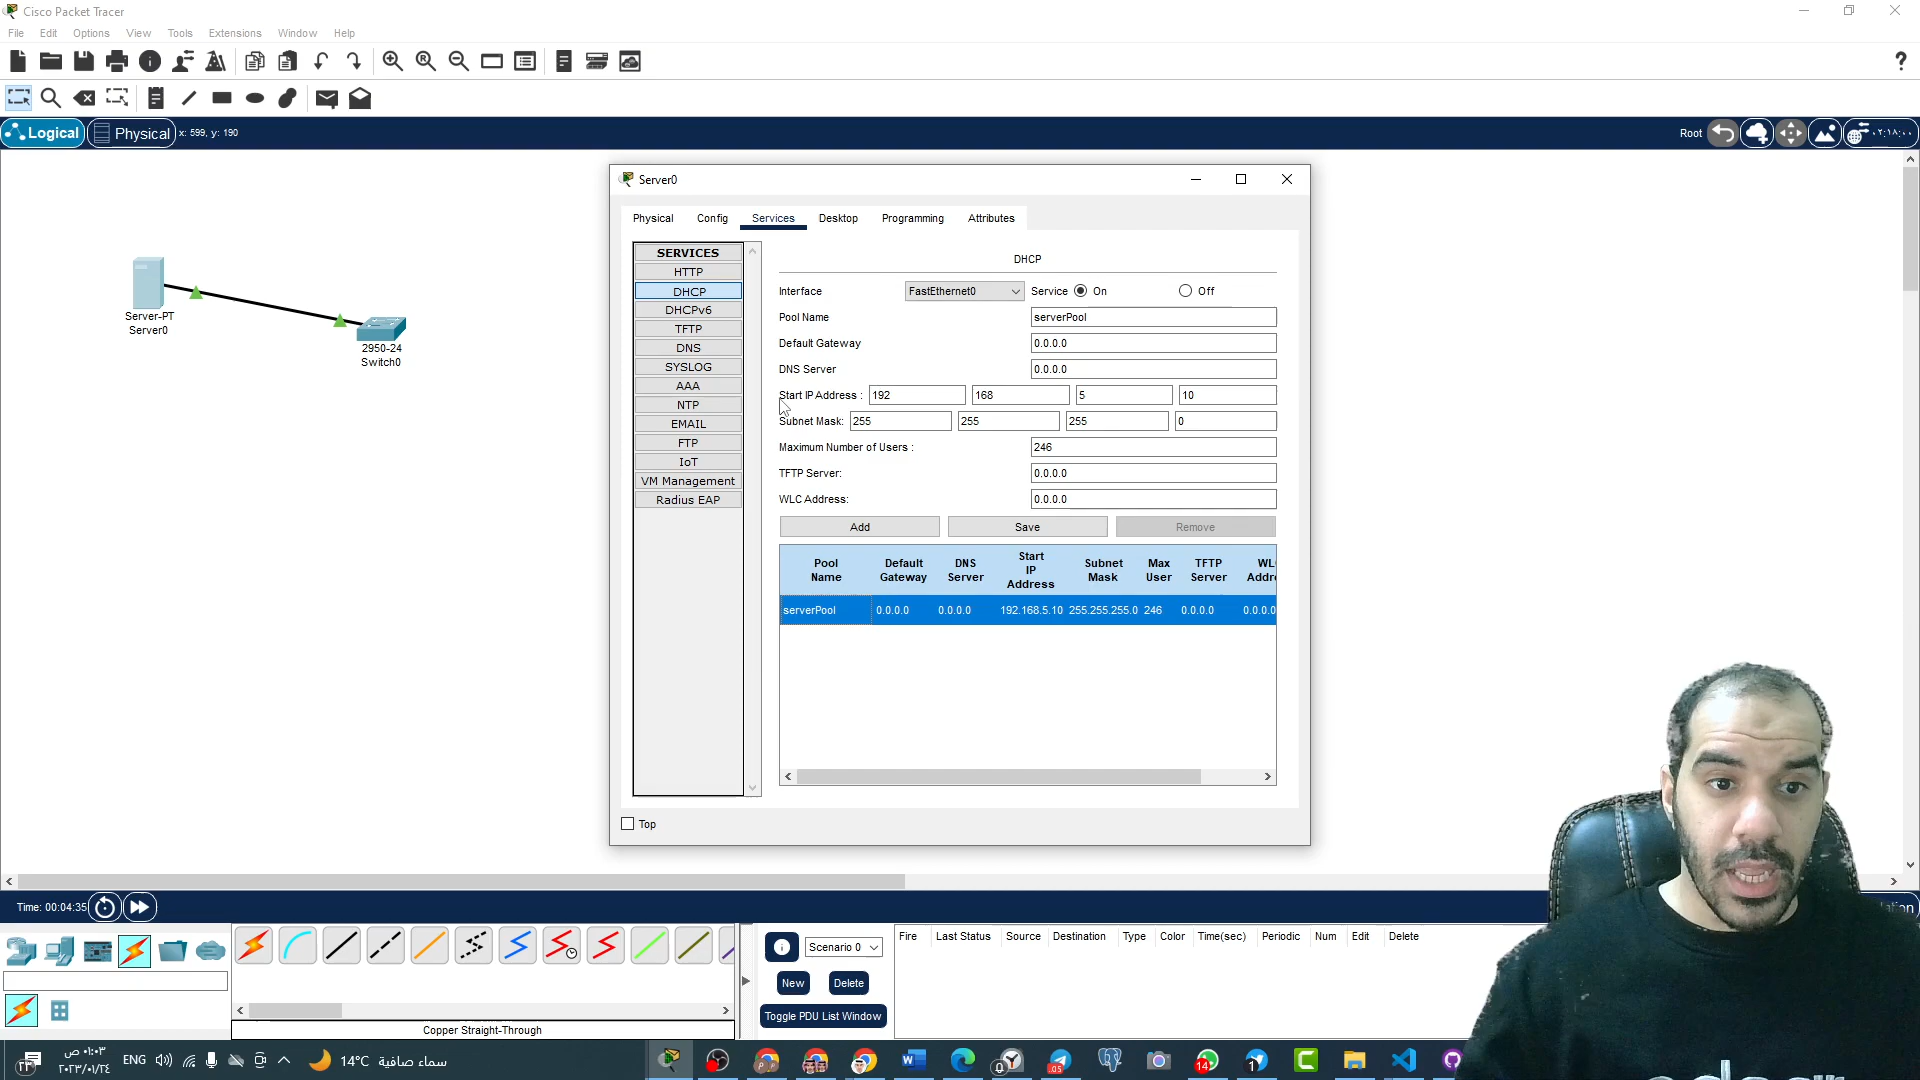 Cisco Packet Tracer
File Edit Options View Tools Extensions Window Help
Logical Physical x: 599, y: 190 Root ٠٢:١٨:٠٠
Server0
Physical Config Services Desktop Programming Attributes
SERVICES
HTTP
DHCP
DHCPv6
TFTP
DNS
SYSLOG
AAA
NTP
EMAIL
FTP
IoT
VM Management
Radius EAP
DHCP
Interface FastEthernet0 Service On Off
Pool Name serverPool
Default Gateway 0.0.0.0
DNS Server 0.0.0.0
Start IP Address : 192 168 5 10
Subnet Mask: 255 255 255 0
Maximum Number of Users : 246
TFTP Server: 0.0.0.0
WLC Address: 0.0.0.0
Add Save Remove
Pool Name Default Gateway DNS Server Start IP Address Subnet Mask Max User TFTP Server
serverPool 0.0.0.0 0.0.0.0 192.168.5.10 255.255.255.0 246 0.0.0.0 0.0.0.0
Top
Server-PT
Server0
2950-24
Switch0
Time: 00:04:35
Scenario 0
New Delete
Toggle PDU List Window
Fire Last Status Source Destination Type Color Time(sec) Periodic Num Edit Delete
Copper Straight-Through
٠١:٠٣ ص
٢٠٢٣/٠١/٢٤
ENG
14°C سماء صافية